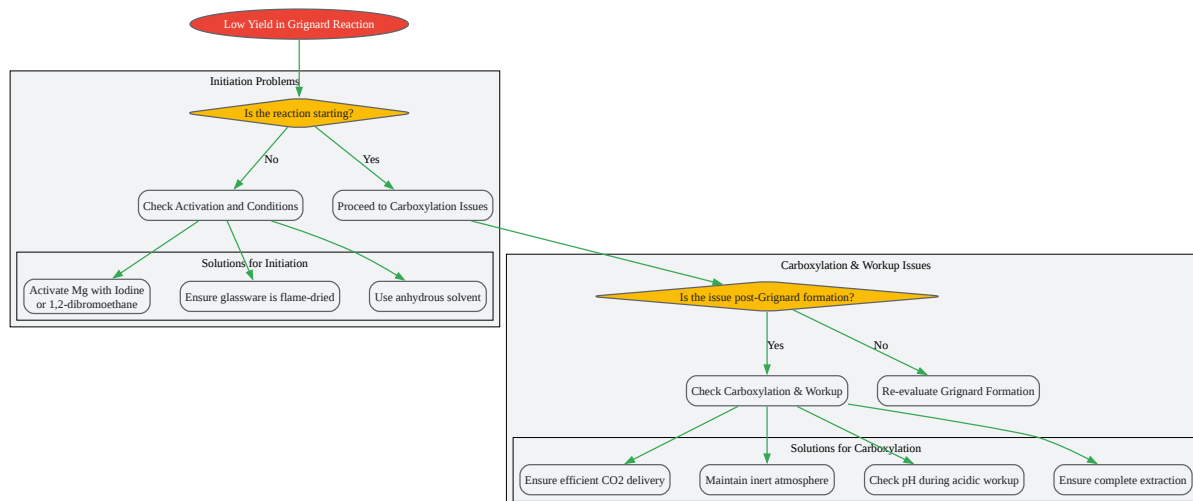 Low Yield in Grignard Reaction
Initiation Problems
Is the reaction starting?
No
Yes
Check Activation and Conditions
Proceed to Carboxylation Issues
Solutions for Initiation
Activate Mg with Iodine
or 1,2-dibromoethane
Ensure glassware is flame-dried
Use anhydrous solvent
Carboxylation & Workup Issues
Is the issue post-Grignard formation?
Yes
No
Check Carboxylation & Workup
Re-evaluate Grignard Formation
Solutions for Carboxylation
Ensure efficient CO2 delivery
Maintain inert atmosphere
Check pH during acidic workup
Ensure complete extraction